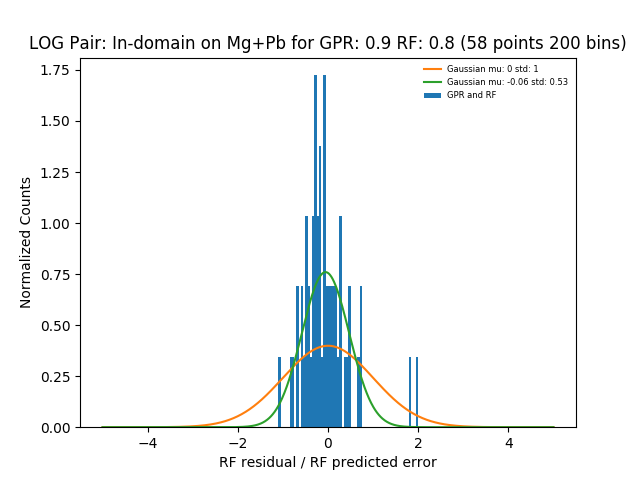 LOG Pair: In-domain on Mg+Pb for GPR: 0.9 RF: 0.8 (58 points 200 bins)
Gaussian mu: 0 std: 1
Gaussian mu: -0.06 std: 0.53
GPR and RF
Normalized Counts
1.75
1.50
1.25
1.00
0.75
0.50
0.25
0.00
−4 −2 0 2 4
RF residual / RF predicted error